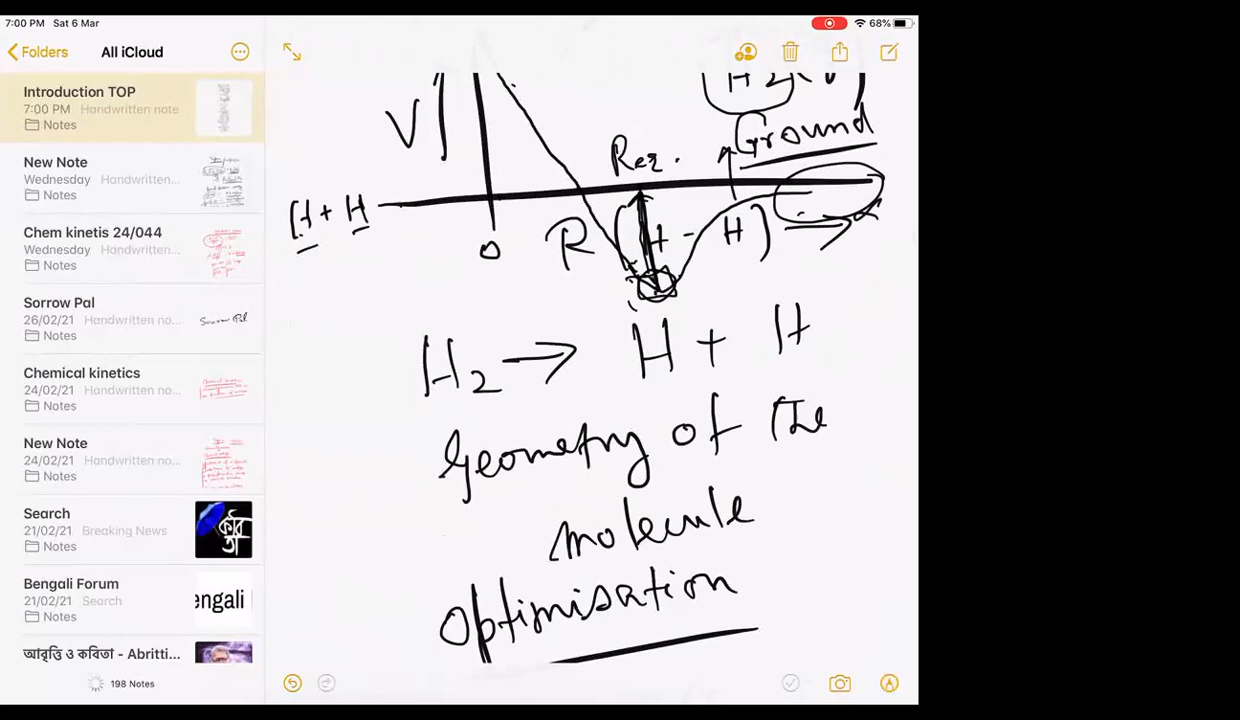 7:00 PM Sat 6 Mar
68%
Folders
All iCloud
Introduction TOP
7:00 PM Handwritten note
Notes
New Note
Wednesday Handwritten...
Notes
Chem kinetis 24/044
Wednesday Handwritten...
Notes
Sorrow Pal
26/02/21 Handwritten no...
Notes
Chemical kinetics
24/02/21 Handwritten no...
Notes
New Note
24/02/21 Handwritten no...
Notes
Search
21/02/21 Breaking News
Notes
Bengali Forum
21/02/21 Search
Notes
engali
আবৃত্তি ও কবিতা - Abritti...
198 Notes
V
Ground
Req.
H + H
0
R (H - H)
H2 → H + H
Geometry of the
molecule
optimisation